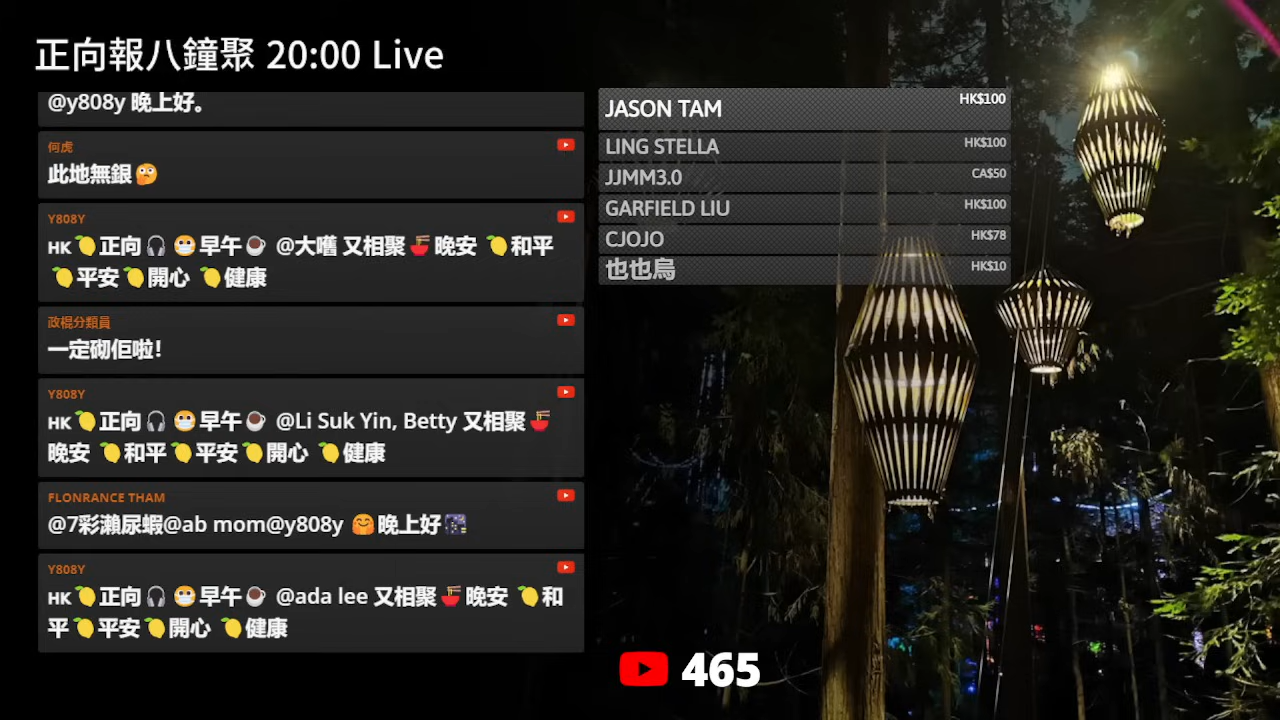 正向報八鐘聚 20:00 Live
@y808y 晚上好。
何虎
此地無銀🤔
Y808Y
HK🍋正向🎧😷早午☕ @大嚿 又相聚🍜晚安 🍋和平
🍋平安🍋開心 🍋健康
政棍分類員
一定砌佢啦!
Y808Y
HK🍋正向🎧😷早午☕ @Li Suk Yin, Betty 又相聚🍜
晚安 🍋和平🍋平安🍋開心 🍋健康
FLONRANCE THAM
@7彩瀨尿蝦@ab mom@y808y 🤗晚上好🎆
Y808Y
HK🍋正向🎧😷早午☕ @ada lee 又相聚🍜晚安 🍋和
平🍋平安🍋開心 🍋健康
JASON TAM HK$100
LING STELLA HK$100
JJMM3.0 CA$50
GARFIELD LIU HK$100
CJOJO HK$78
也也烏 HK$10
465